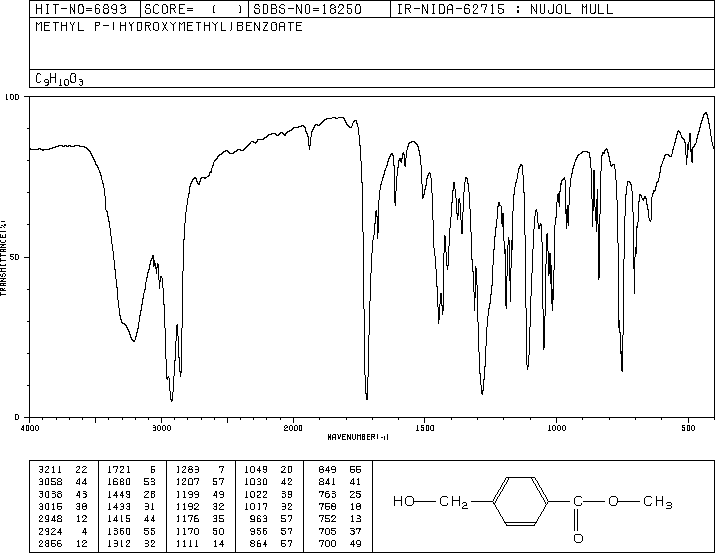 HIT-NO=6893 SCORE= ( ) SDBS-NO=18250 IR-NIDA-62715 : NUJOL MULL
METHYL P-(HYDROXYMETHYL)BENZOATE
C9H10O3
100
50
0
TRANSMITTANCE(%)
4000 3000 2000 1500 1000 500
WAVENUMBER(-1)
3211 22 1721 5 1283 7 1049 20 849 55
3058 44 1680 53 1207 57 1030 42 841 41
3038 43 1449 28 1199 49 1022 39 763 25
3015 38 1433 31 1192 32 1017 32 758 18
2948 12 1415 44 1176 35 963 57 752 13
2924 4 1360 55 1170 50 956 57 705 37
2856 12 1312 32 1111 14 864 57 700 49
HO CH2 C O CH3
O